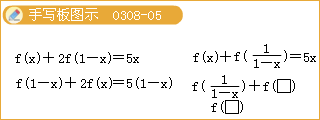 手写板图示 0308-05
f(x)+2f(1-x)=5x
f(1-x)+2f(x)=5(1-x)
f(x)+f(1/(1-x))=5x
f(1/(1-x))+f(□)
f(□)